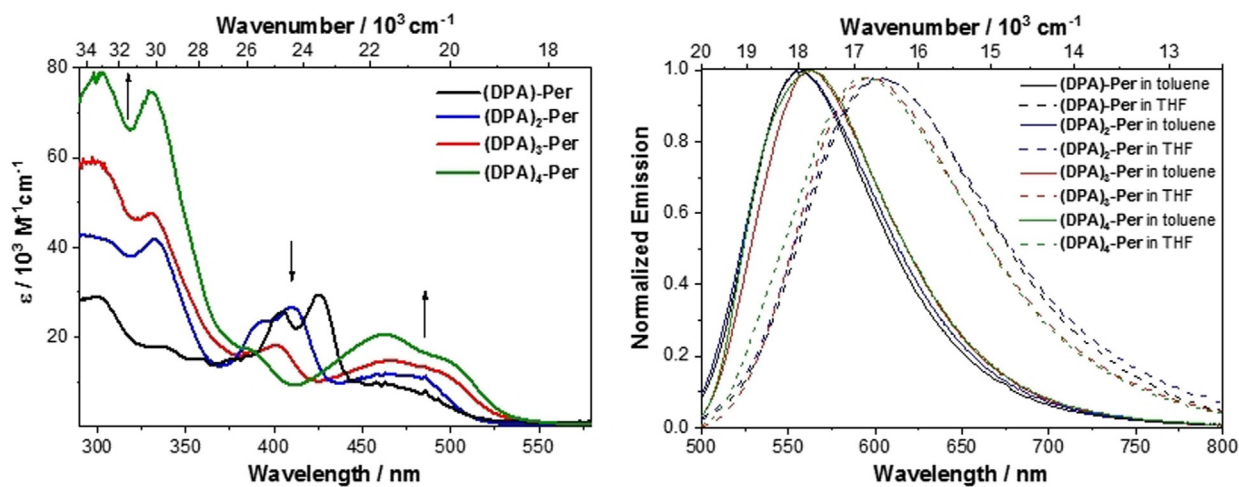 Wavenumber / 10³ cm⁻¹
34 32 30 28 26 24 22 20 18
80
60
40
20
ε / 10³ M⁻¹cm⁻¹
(DPA)-Per
(DPA)₂-Per
(DPA)₃-Per
(DPA)₄-Per
300 350 400 450 500 550
Wavelength / nm
Wavenumber / 10³ cm⁻¹
20 19 18 17 16 15 14 13
1.0
0.8
0.6
0.4
0.2
0.0
Normalized Emission
(DPA)-Per in toluene
(DPA)-Per in THF
(DPA)₂-Per in toluene
(DPA)₂-Per in THF
(DPA)₃-Per in toluene
(DPA)₃-Per in THF
(DPA)₄-Per in toluene
(DPA)₄-Per in THF
500 550 600 650 700 750 800
Wavelength / nm